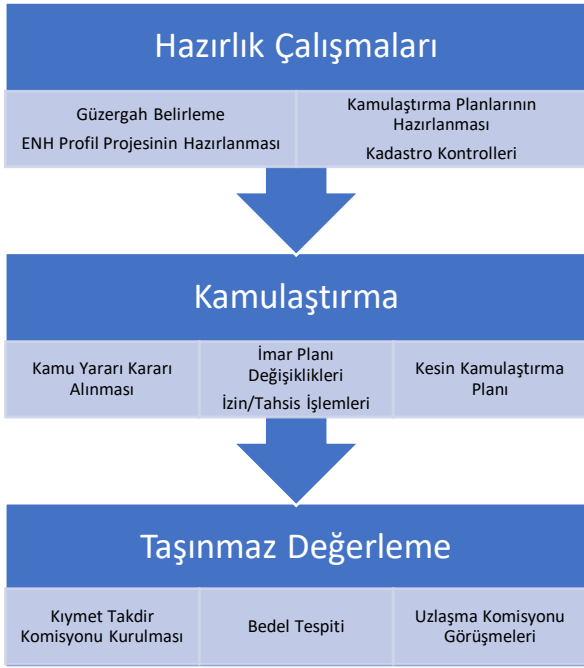 Hazırlık Çalışmaları
Güzergah Belirleme
ENH Profil Projesinin Hazırlanması
Kamulaştırma Planlarının
Hazırlanması
Kadastro Kontrolleri
Kamulaştırma
Kamu Yararı Kararı
Alınması
İmar Planı
Değişiklikleri
İzin/Tahsis İşlemleri
Kesin Kamulaştırma
Planı
Taşınmaz Değerleme
Kıymet Takdir
Komisyonu Kurulması
Bedel Tespiti
Uzlaşma Komisyonu
Görüşmeleri